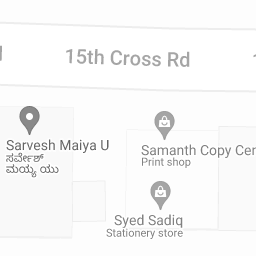 15th Cross Rd
Sarvesh Maiya U
ಸರ್ವೇಶ್
ಮಯ್ಯ ಯು
Samanth Copy Cen
Print shop
Syed Sadiq
Stationery store